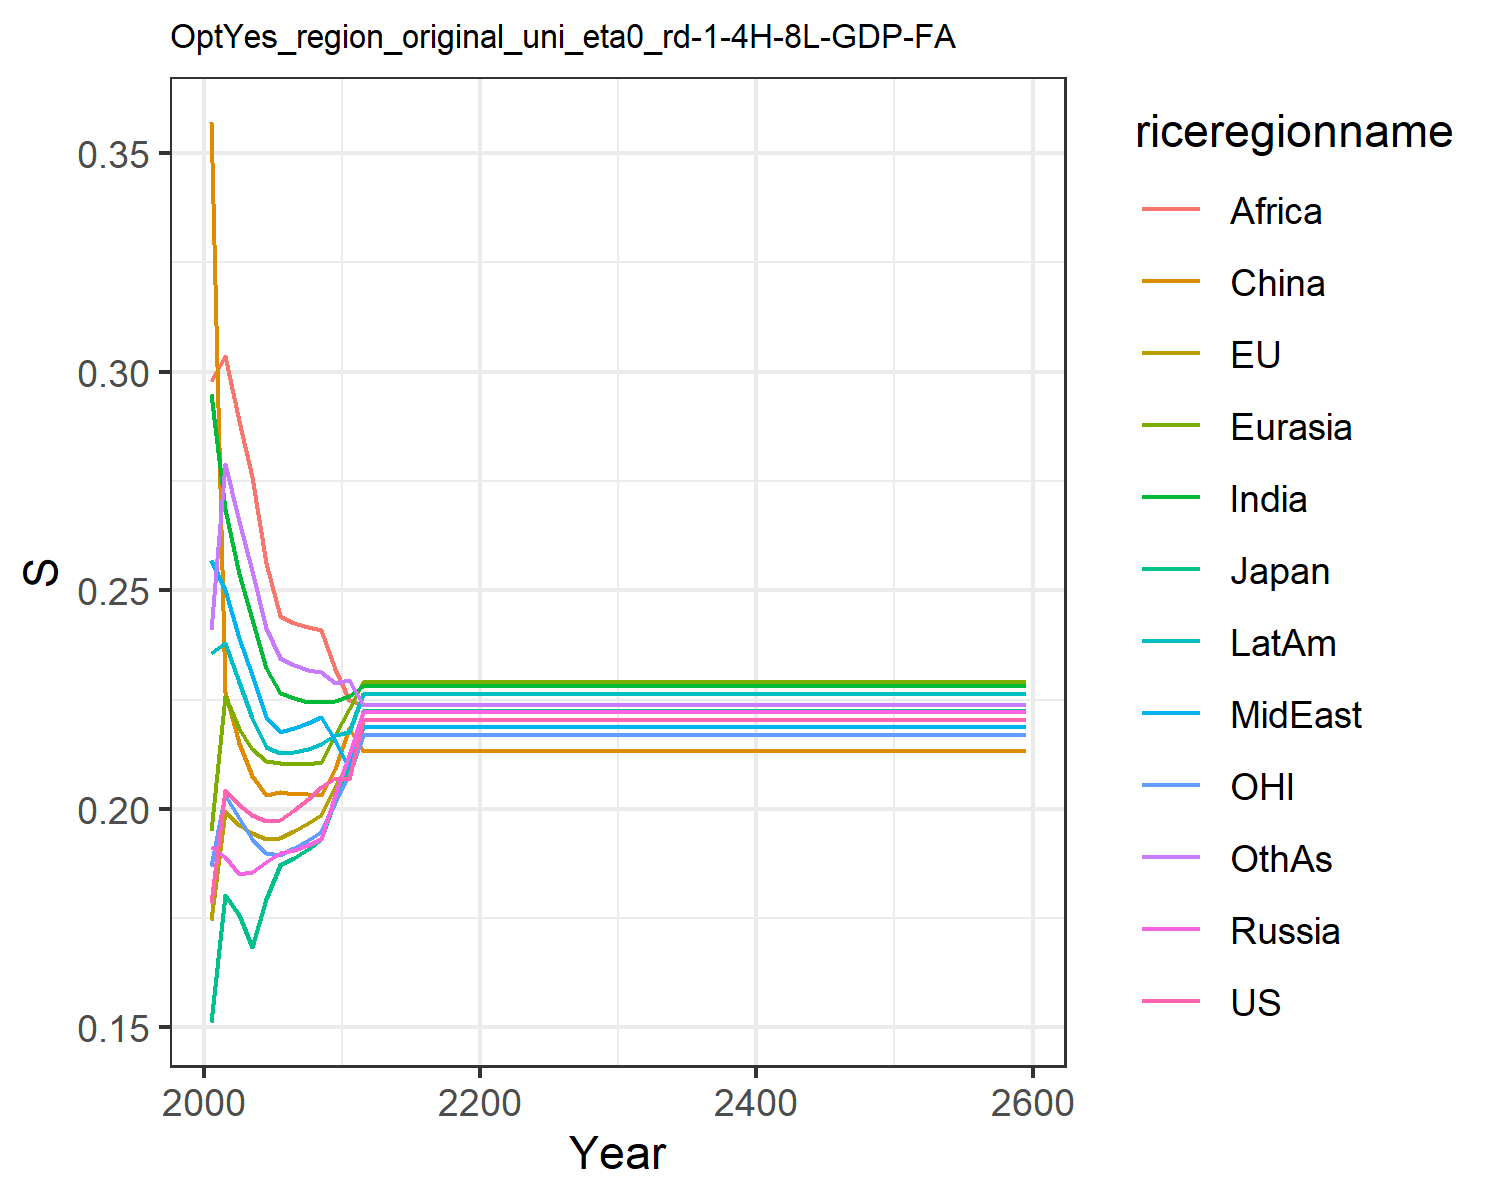 OptYes_region_original_uni_eta0_rd-1-4H-8L-GDP-FA
riceregionname
Africa
China
EU
Eurasia
India
Japan
LatAm
MidEast
OHI
OthAs
Russia
US
S
0.35
0.30
0.25
0.20
0.15
2000 2200 2400 2600
Year